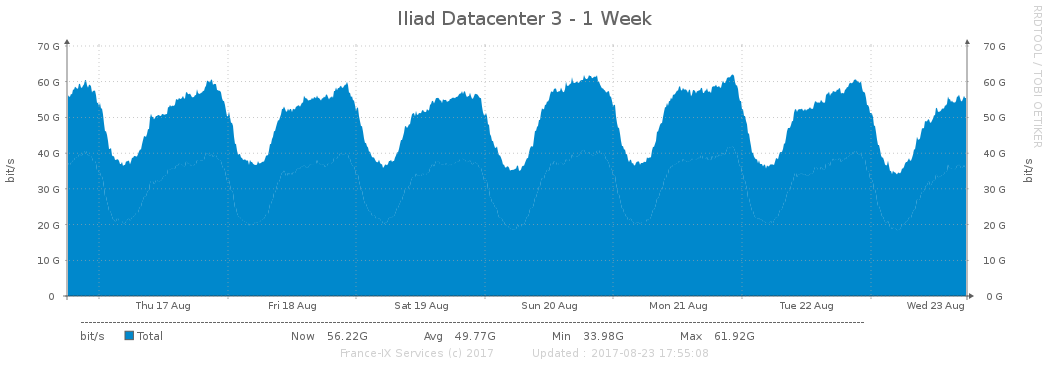 Iliad Datacenter 3 - 1 Week
RRDTOOL / TOBI OETIKER
70 G 70 G
60 G 60 G
50 G 50 G
40 G 40 G
30 G 30 G
20 G 20 G
10 G 10 G
0 0 G
bit/s
bit/s
Thu 17 Aug Fri 18 Aug Sat 19 Aug Sun 20 Aug Mon 21 Aug Tue 22 Aug Wed 23 Aug
bit/s Total Now 56.22G Avg 49.77G Min 33.98G Max 61.92G
France-IX Services (c) 2017 Updated : 2017-08-23 17:55:08